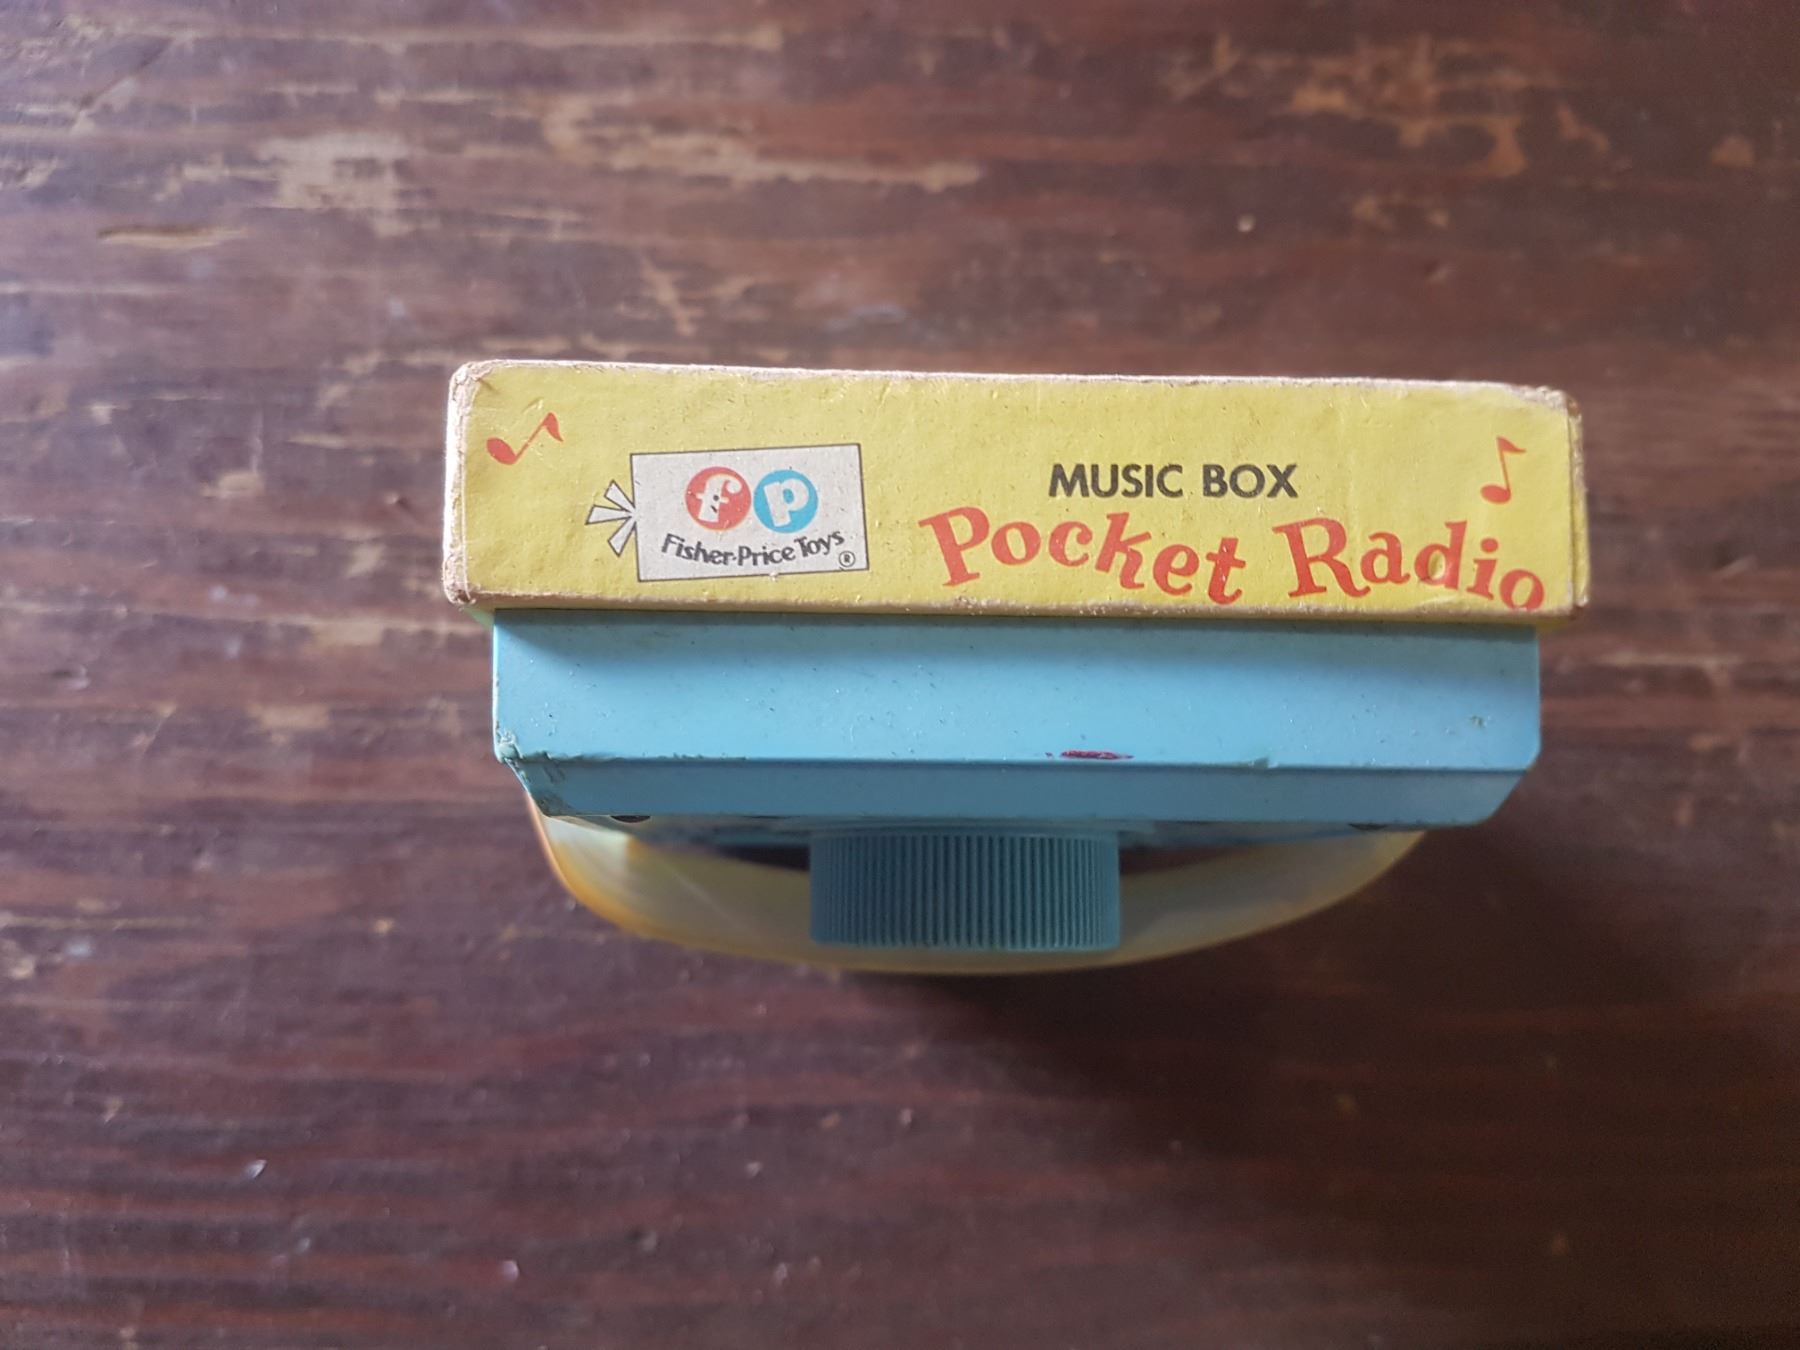 fp
Fisher-Price Toys ®
MUSIC BOX
Pocket Radio